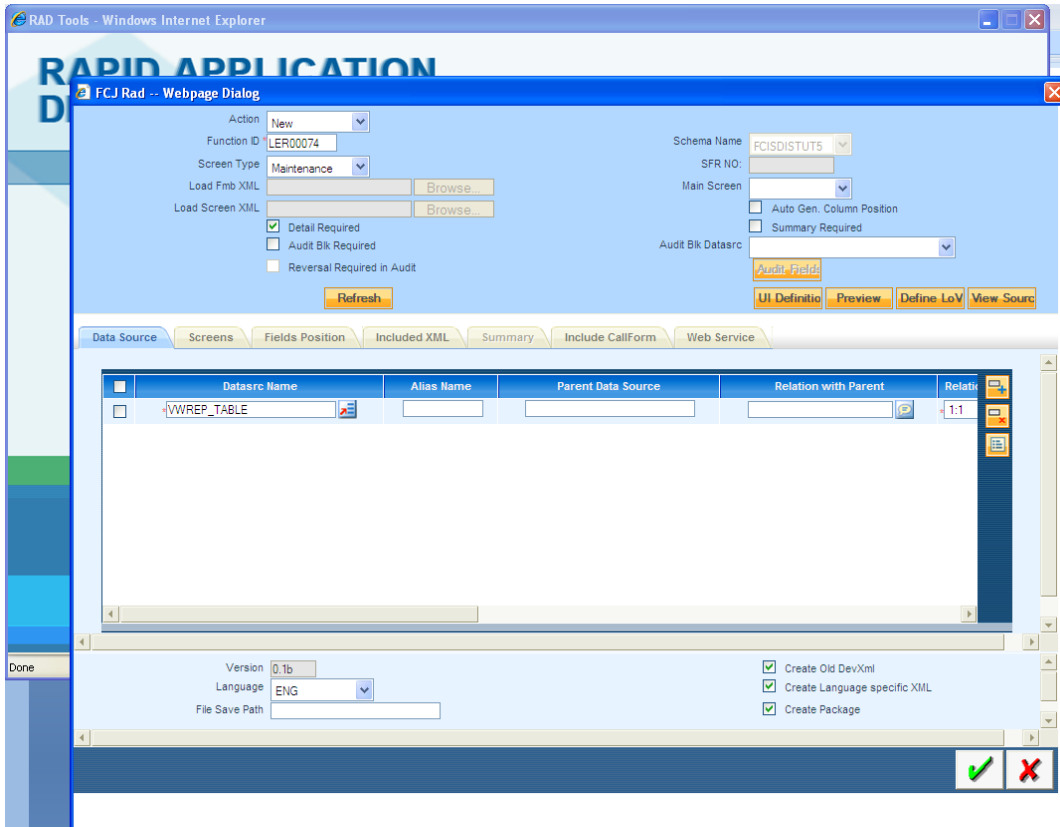 RAD Tools - Windows Internet Explorer
RAPID APPLICATION
FCJ Rad -- Webpage Dialog
Action New
Function ID * LER00074
Schema Name FCISDISTUT5
Screen Type Maintenance
SFR NO:
Load Fmb XML Browse...
Main Screen
Load Screen XML Browse...
Auto Gen. Column Position
Detail Required
Summary Required
Audit Blk Required
Audit Blk Datasrc
Reversal Required in Audit
Audit Fields
Refresh
UI Definitio Preview Define LoV View Sourc
Data Source Screens Fields Position Included XML Summary Include CallForm Web Service
Datasrc Name Alias Name Parent Data Source Relation with Parent Relatio
* VWREP_TABLE * 1:1
Done
Version 0.1b
Create Old DevXml
Language ENG
Create Language specific XML
File Save Path
Create Package